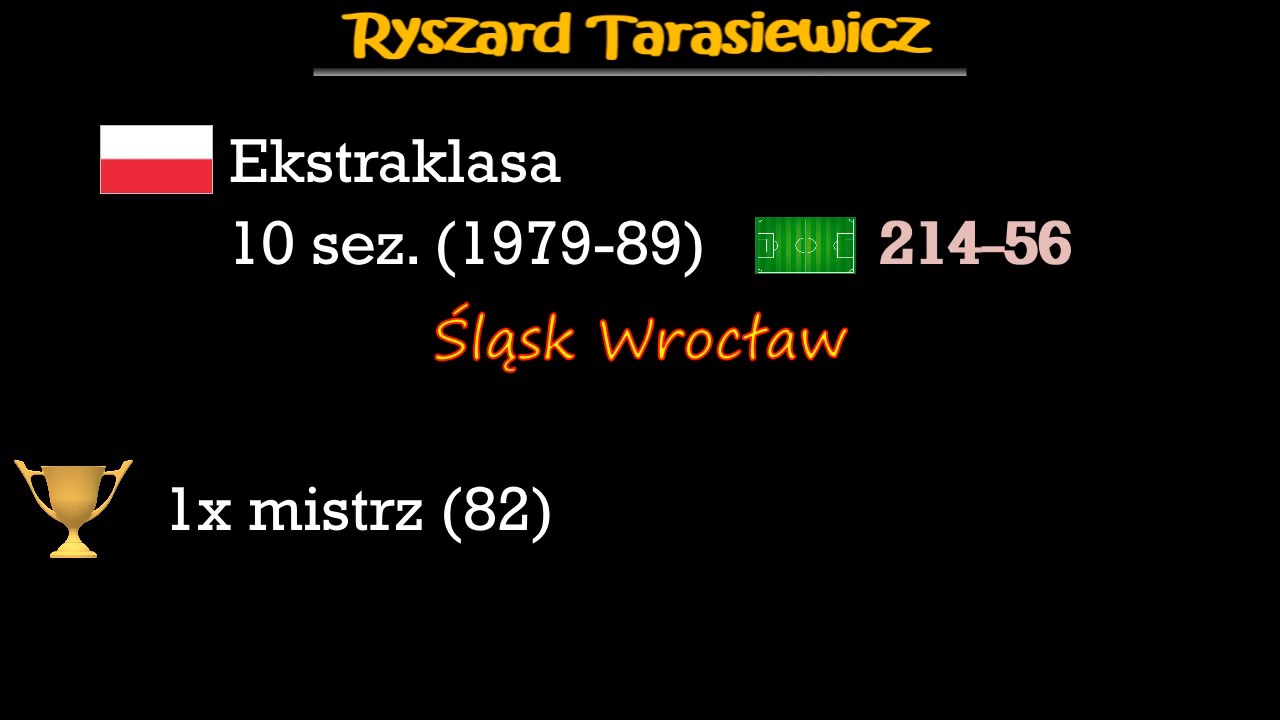 Ryszard Tarasiewicz
Ekstraklasa
10 sez. (1979-89) 214–56
Śląsk Wrocław
1x mistrz (82)